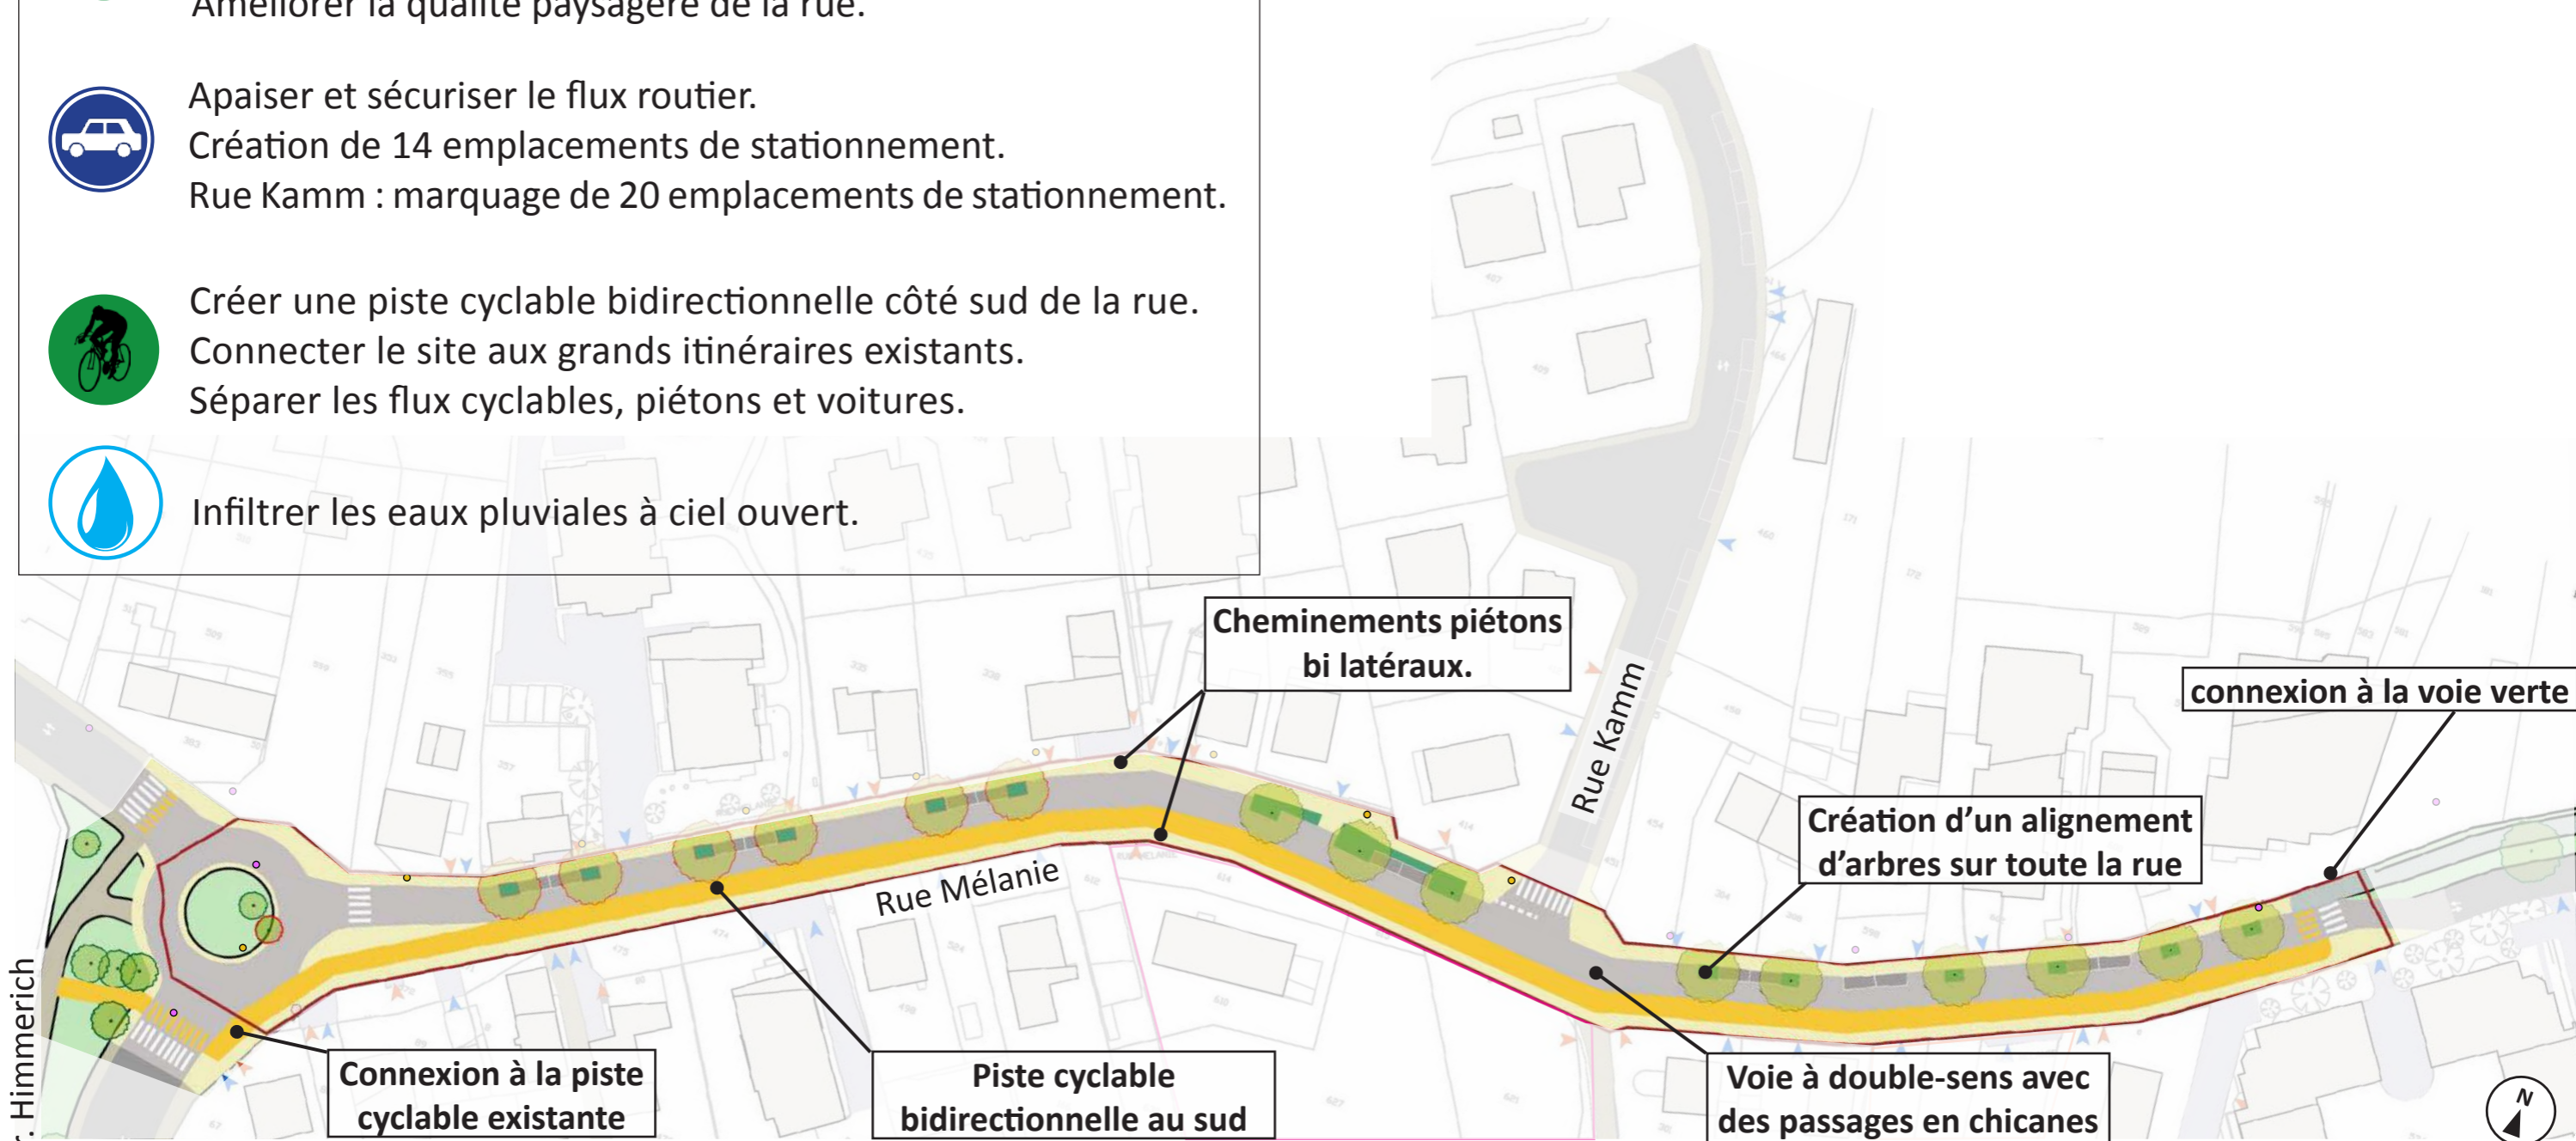 Améliorer la qualité paysagère de la rue.
Apaiser et sécuriser le flux routier.
Création de 14 emplacements de stationnement.
Rue Kamm : marquage de 20 emplacements de stationnement.
Créer une piste cyclable bidirectionnelle côté sud de la rue.
Connecter le site aux grands itinéraires existants.
Séparer les flux cyclables, piétons et voitures.
Infiltrer les eaux pluviales à ciel ouvert.
Cheminements piétons
bi latéraux.
Rue Kamm
connexion à la voie verte
Création d'un alignement
d'arbres sur toute la rue
Rue Mélanie
Himmerich
Connexion à la piste
cyclable existante
Piste cyclable
bidirectionnelle au sud
Voie à double-sens avec
des passages en chicanes
N